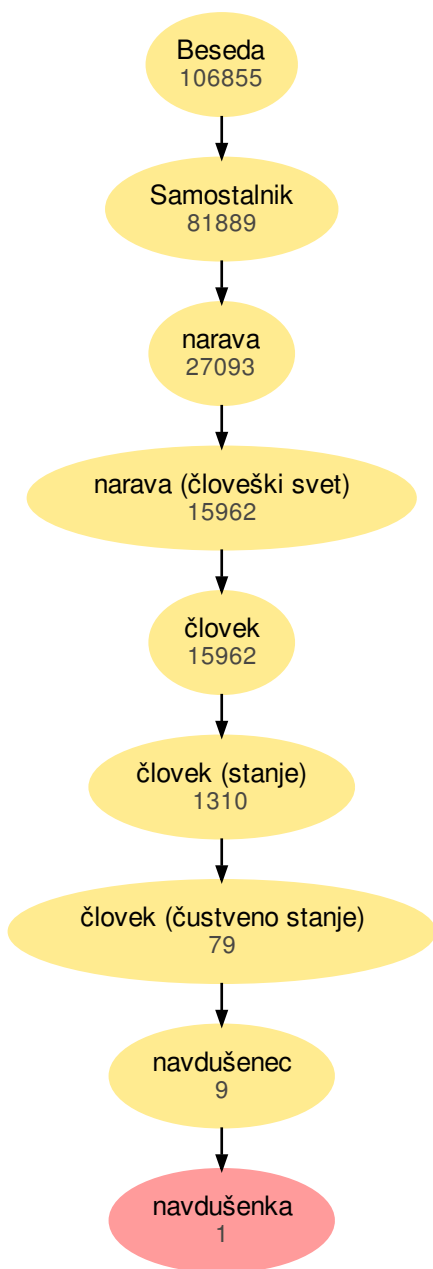 Beseda
106855
Samostalnik
81889
narava
27093
narava (človeški svet)
15962
človek
15962
človek (stanje)
1310
človek (čustveno stanje)
79
navdušenec
9
navdušenka
1